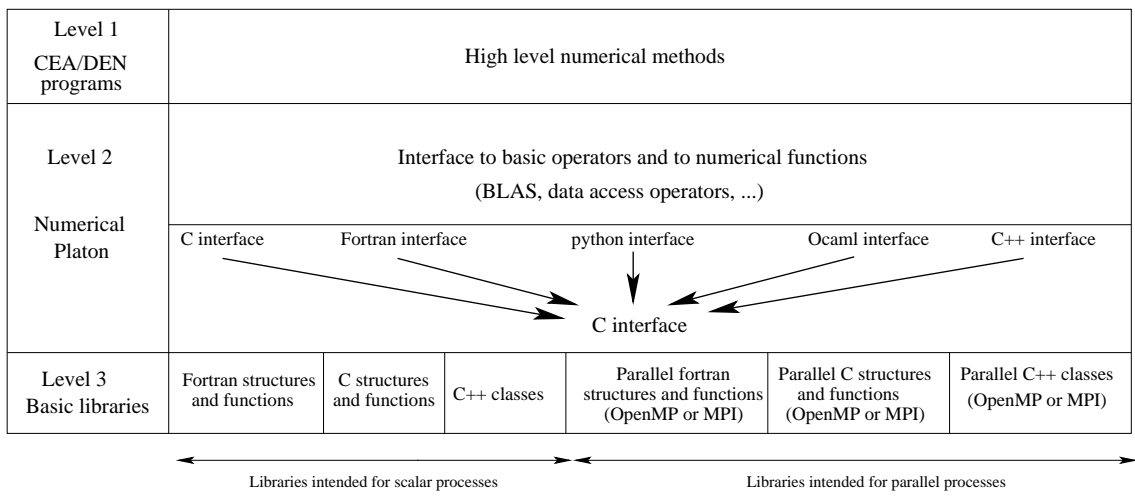 Level 1
CEA/DEN
programs
High level numerical methods
Level 2
Numerical
Platon
Interface to basic operators and to numerical functions
(BLAS, data access operators, ...)
C interface
Fortran interface
python interface
Ocaml interface
C++ interface
C interface
Level 3
Basic libraries
Fortran structures
and functions
C structures
and functions
C++ classes
Parallel fortran
structures and functions
(OpenMP or MPI)
Parallel C structures
and functions
(OpenMP or MPI)
Parallel C++ classes
(OpenMP or MPI)
Libraries intended for scalar processes
Libraries intended for parallel processes